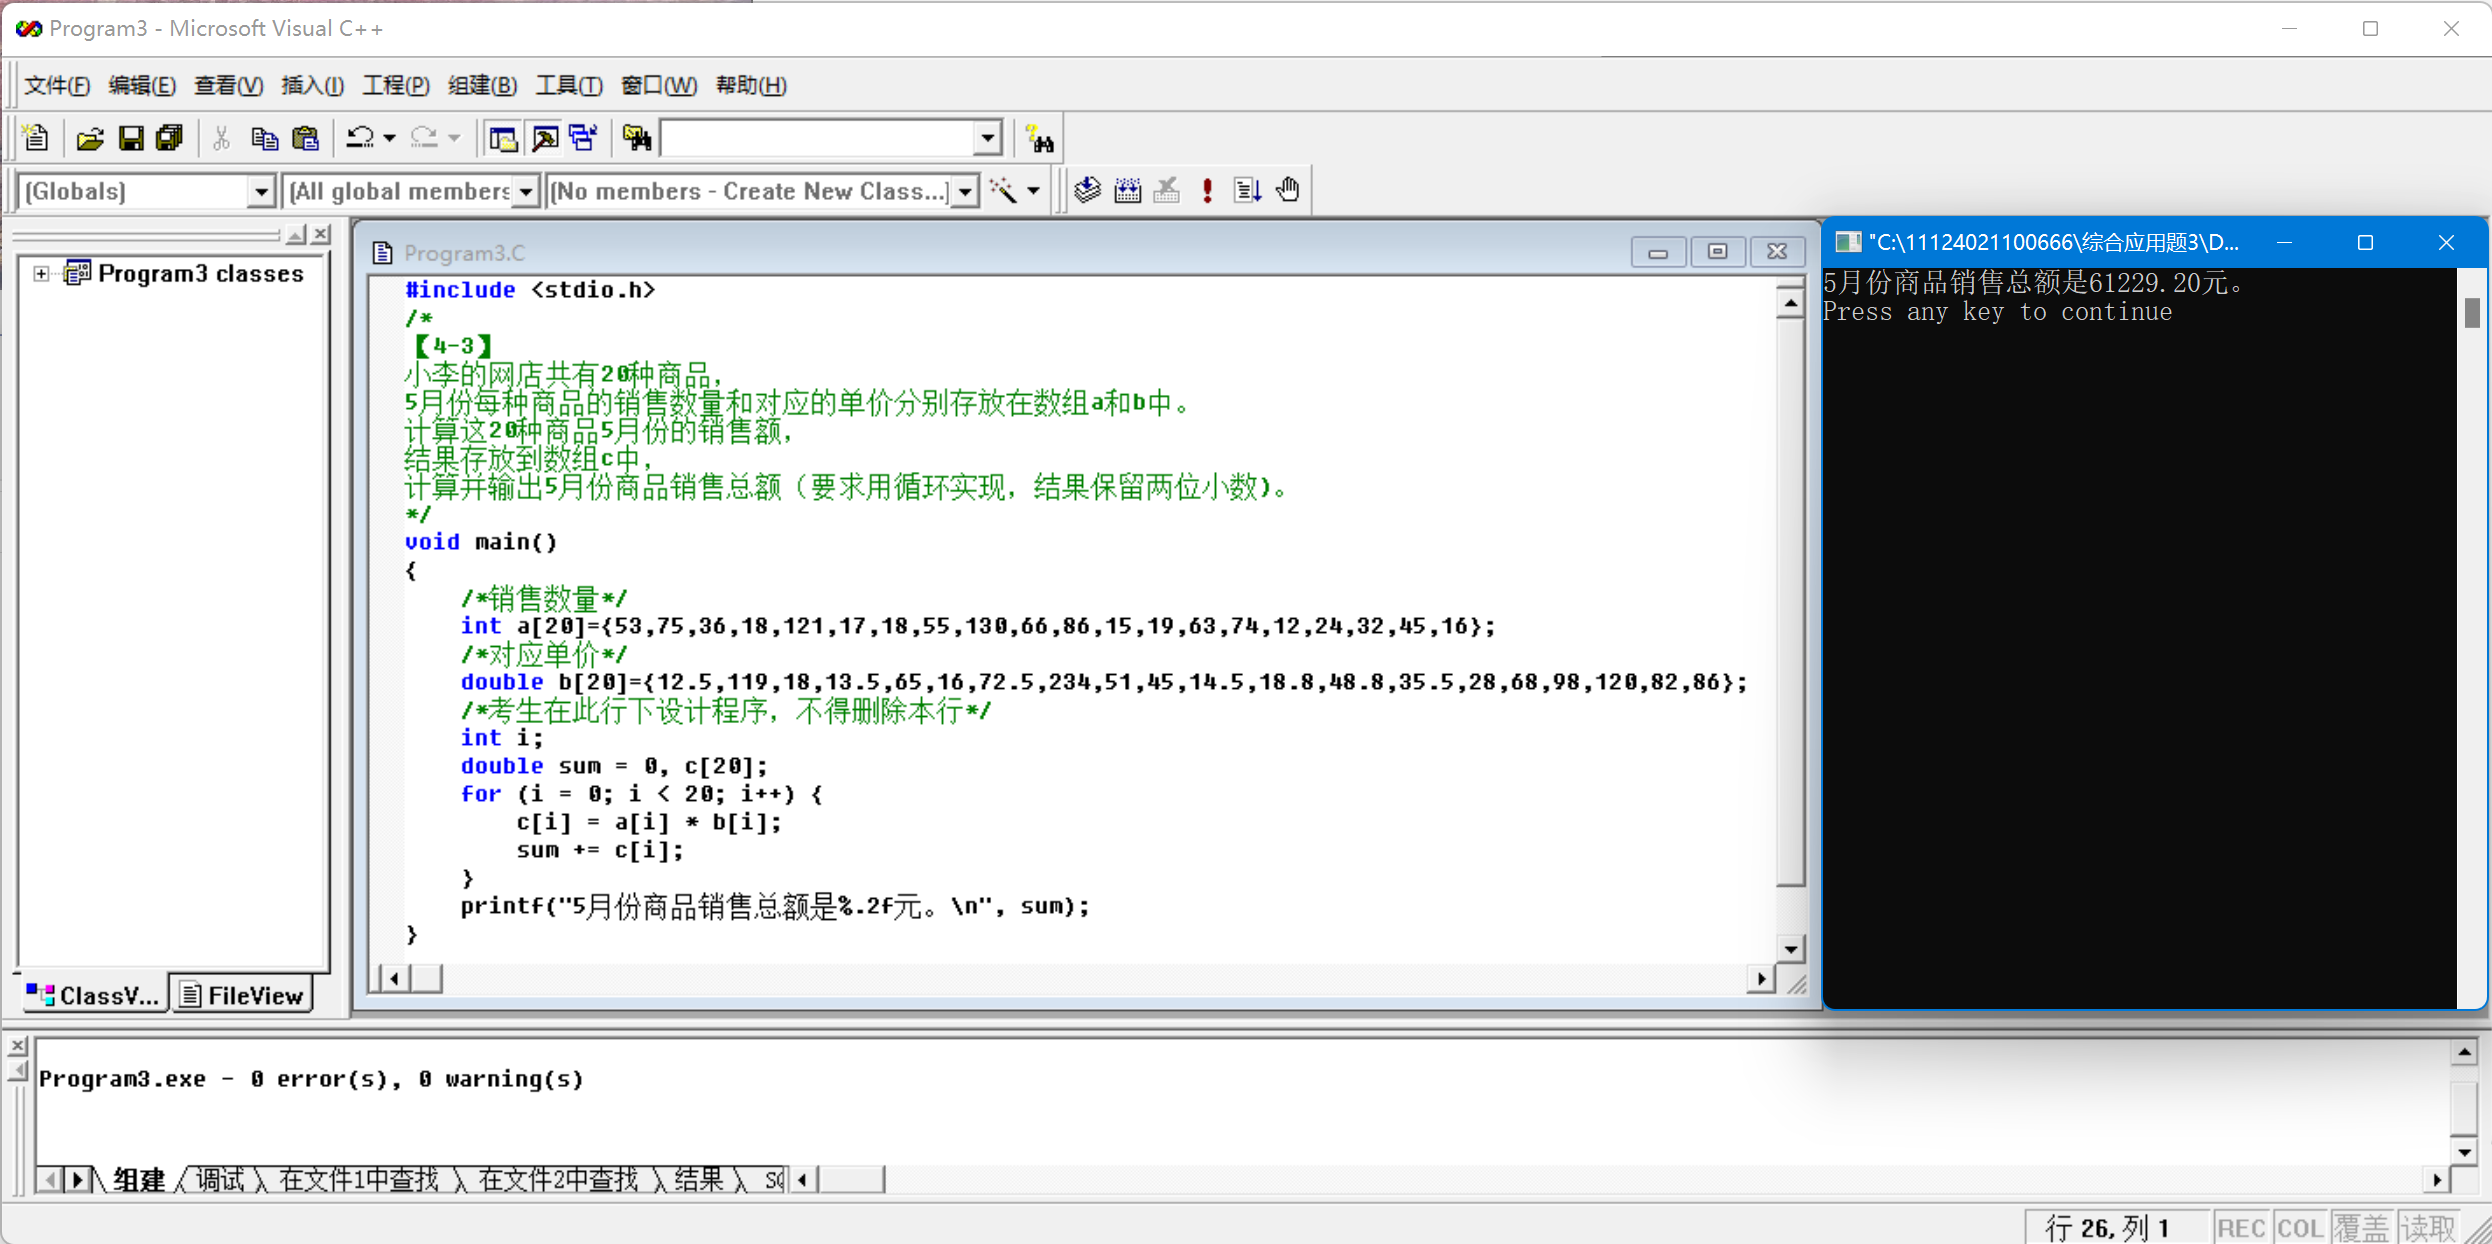 Program3 - Microsoft Visual C++
文件(F) 编辑(E) 查看(V) 插入(I) 工程(P) 组建(B) 工具(T) 窗口(W) 帮助(H)
(Globals) (All global members (No members - Create New Class...)
Program3 classes
ClassV... FileView
Program3.C
#include <stdio.h>
/*
【4-3】
小李的网店共有20种商品，
5月份每种商品的销售数量和对应的单价分别存放在数组a和b中。
计算这20种商品5月份的销售额，
结果存放到数组c中，
计算并输出5月份商品销售总额（要求用循环实现，结果保留两位小数)。
*/
void main()
{
    /*销售数量*/
    int a[20]={53,75,36,18,121,17,18,55,130,66,86,15,19,63,74,12,24,32,45,16};
    /*对应单价*/
    double b[20]={12.5,119,18,13.5,65,16,72.5,234,51,45,14.5,18.8,48.8,35.5,28,68,98,120,82,86};
    /*考生在此行下设计程序，不得删除本行*/
    int i;
    double sum = 0, c[20];
    for (i = 0; i < 20; i++) {
        c[i] = a[i] * b[i];
        sum += c[i];
    }
    printf("5月份商品销售总额是%.2f元。\n", sum);
}
"C:\11124021100666\综合应用题3\D...
5月份商品销售总额是61229.20元。
Press any key to continue
Program3.exe - 0 error(s), 0 warning(s)
组建 调试 在文件1中查找 在文件2中查找 结果
行 26, 列 1 REC COL 覆盖 读取